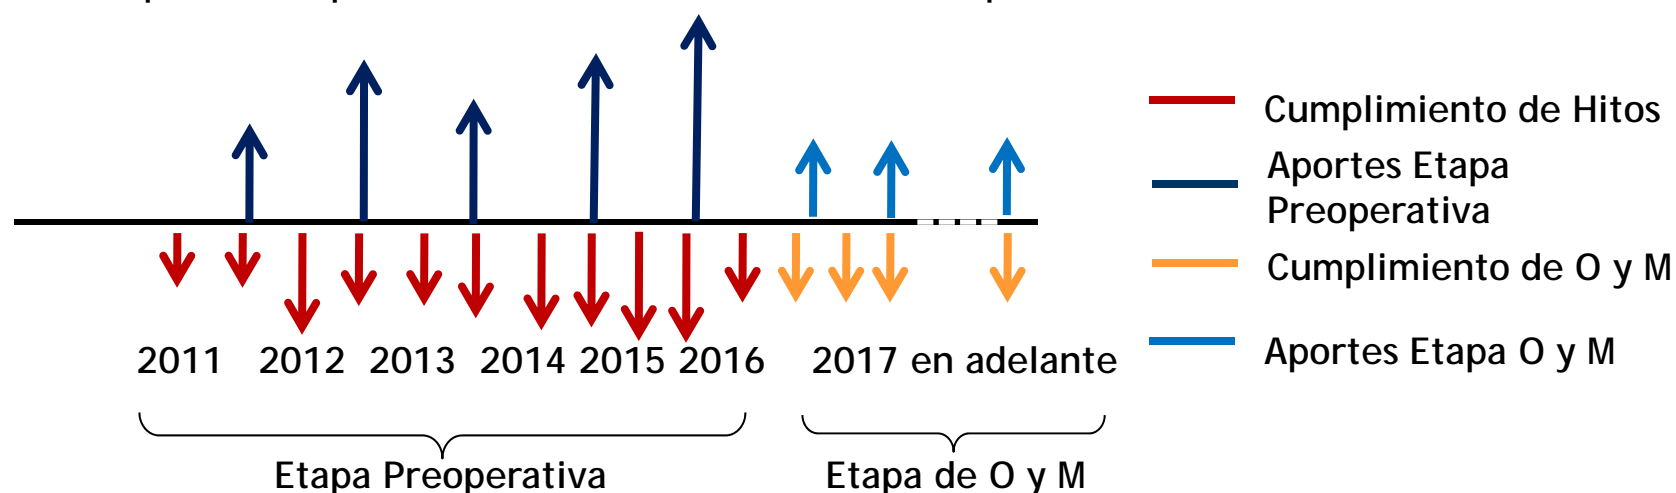 Cumplimiento de Hitos
Aportes Etapa
Preoperativa
Cumplimiento de O y M
Aportes Etapa O y M
2011 2012 2013 2014 2015 2016 2017 en adelante
Etapa Preoperativa Etapa de O y M